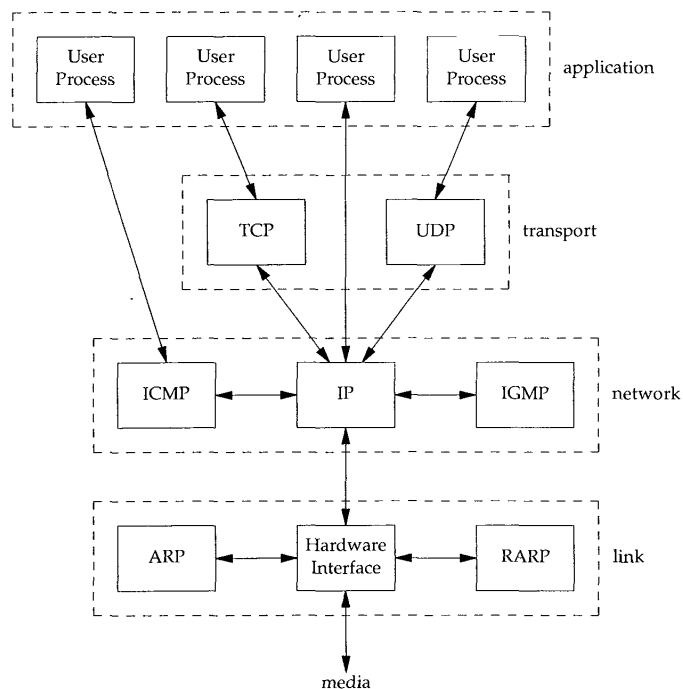 User
Process
User
Process
User
Process
User
Process
application
TCP
UDP
transport
ICMP
IP
IGMP
network
ARP
Hardware
Interface
RARP
link
media